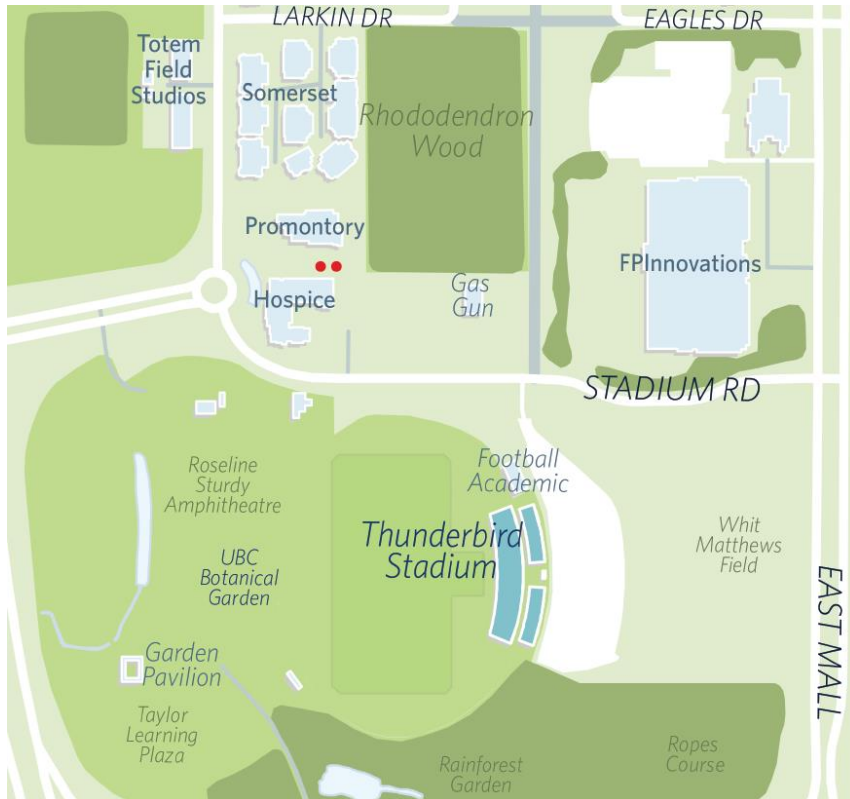 LARKIN DR
EAGLES DR
Totem
Field
Studios
Somerset
Rhododendron
Wood
Promontory
FPInnovations
Hospice
Gas
Gun
STADIUM RD
Roseline
Sturdy
Amphitheatre
Football
Academic
Thunderbird
Stadium
Whit
Matthews
Field
UBC
Botanical
Garden
EAST MALL
Garden
Pavilion
Taylor
Learning
Plaza
Rainforest
Garden
Ropes
Course